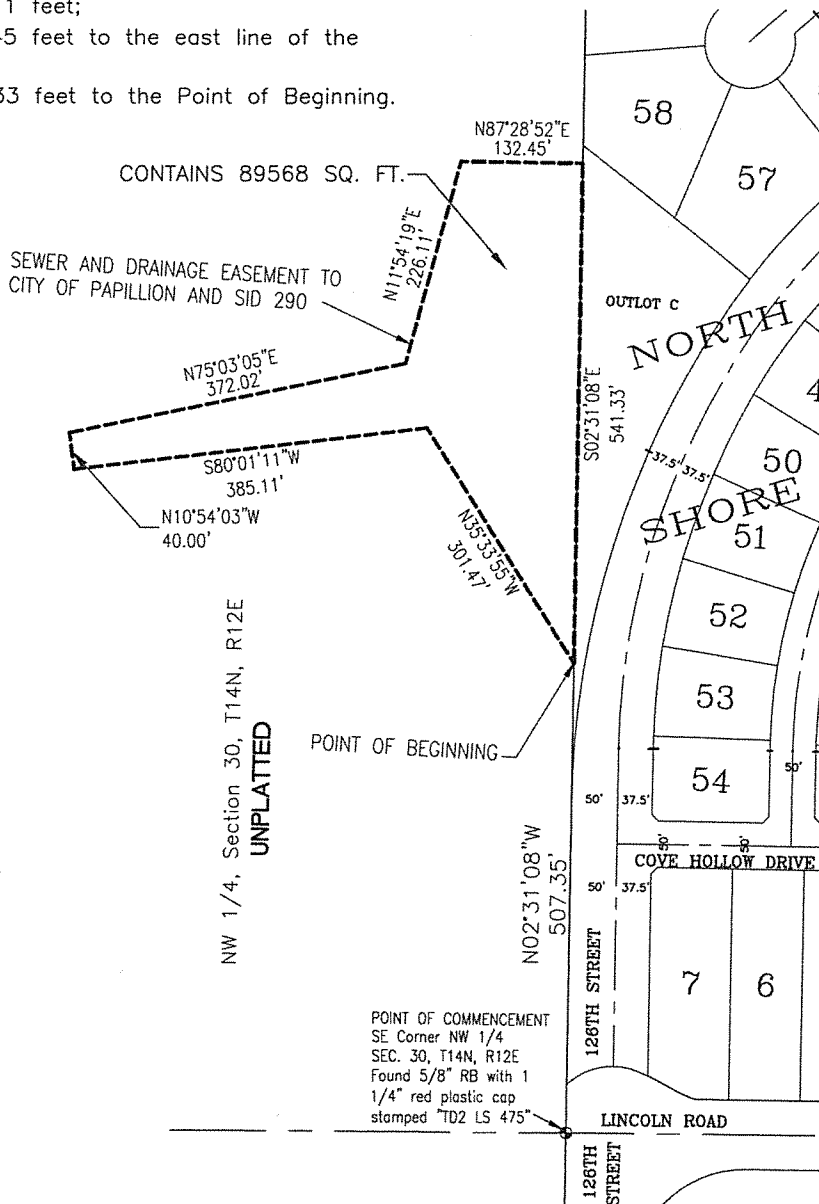 1 feet;
45 feet to the east line of the
33 feet to the Point of Beginning.
N87°28'52"E
132.45'
58
57
CONTAINS 89568 SQ. FT.
SEWER AND DRAINAGE EASEMENT TO
CITY OF PAPILLION AND SID 290
N11°54'19"E
226.11'
OUTLOT C
NORTH
N75°03'05"E
372.02'
S02°31'08"E
541.33'
4
37.5' 37.5'
50
S80°01'11"W
385.11'
SHORE
51
N10°54'03"W
40.00'
N35°33'55"W
301.47'
52
53
NW 1/4, Section 30, T14N, R12E
UNPLATTED
POINT OF BEGINNING
54
50'
50'
37.5'
50'
50'
COVE HOLLOW DRIVE
N02°31'08"W
507.35'
50'
37.5'
7
6
126TH STREET
POINT OF COMMENCEMENT
SE Corner NW 1/4
SEC. 30, T14N, R12E
Found 5/8" RB with 1
1/4" red plastic cap
stamped "TD2 LS 475"
LINCOLN ROAD
126TH
STREET